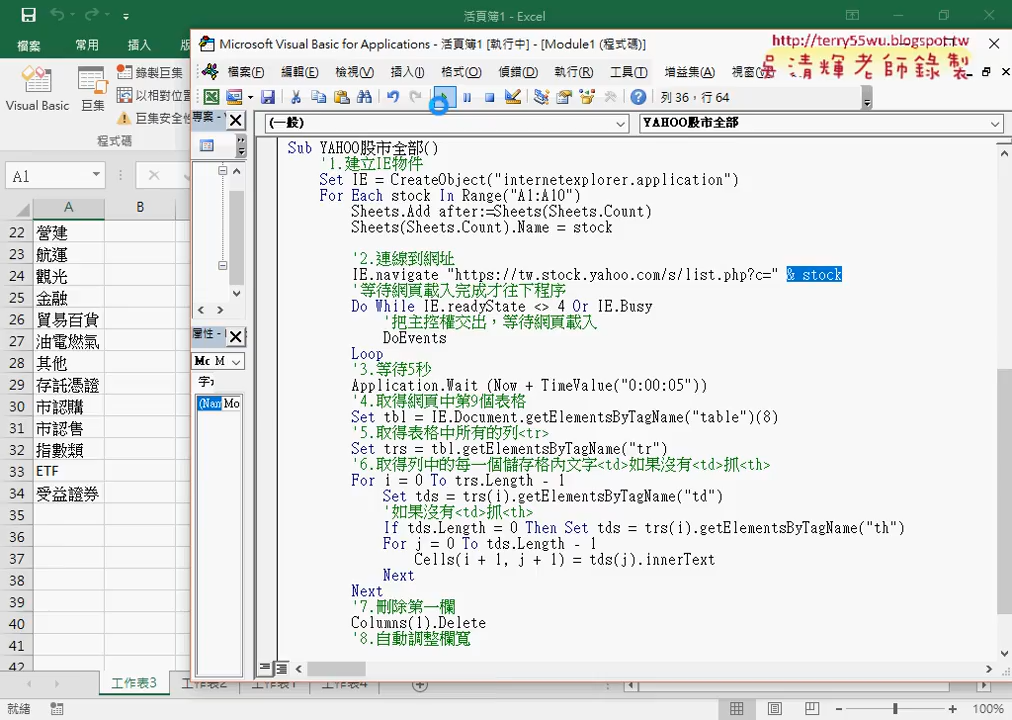 活頁簿1 - Excel
檔案 常用 插入
Visual Basic
巨集
錄製巨集
以相對位置
巨集安全性
程式碼
Microsoft Visual Basic for Applications - 活頁簿1 [執行中] - [Module1 (程式碼)]
http://terry55wu.blogspot.tw
吳清輝老師錄製
檔案(F) 編輯(E) 檢視(V) 插入(I) 格式(O) 偵錯(D) 執行(R) 工具(T) 增益集(A) 視窗
列 36，行 64
專案 -
(一般)
YAHOO股市全部
A1
A B
22 營建
23 航運
24 觀光
25 金融
26 貿易百貨
27 油電燃氣
28 其他
29 存託憑證
30 市認購
31 市認售
32 指數類
33 ETF
34 受益證券
35
36
37
38
39
40
41
42
屬性 -
Mc M
(Nam Mo
Sub YAHOO股市全部()
'1.建立IE物件
Set IE = CreateObject("internetexplorer.application")
For Each stock In Range("A1:A10")
Sheets.Add after:=Sheets(Sheets.Count)
Sheets(Sheets.Count).Name = stock
'2.連線到網址
IE.navigate "https://tw.stock.yahoo.com/s/list.php?c=" & stock
'等待網頁載入完成才往下程序
Do While IE.readyState <> 4 Or IE.Busy
'把主控權交出，等待網頁載入
DoEvents
Loop
'3.等待5秒
Application.Wait (Now + TimeValue("0:00:05"))
'4.取得網頁中第9個表格
Set tbl = IE.Document.getElementsByTagName("table")(8)
'5.取得表格中所有的列<tr>
Set trs = tbl.getElementsByTagName("tr")
'6.取得列中的每一個儲存格內文字<td>如果沒有<td>抓<th>
For i = 0 To trs.Length - 1
Set tds = trs(i).getElementsByTagName("td")
'如果沒有<td>抓<th>
If tds.Length = 0 Then Set tds = trs(i).getElementsByTagName("th")
For j = 0 To tds.Length - 1
Cells(i + 1, j + 1) = tds(j).innerText
Next
Next
'7.刪除第一欄
Columns(1).Delete
'8.自動調整欄寬
工作表3 工作表2 工作表1 工作表4
就緒
100%